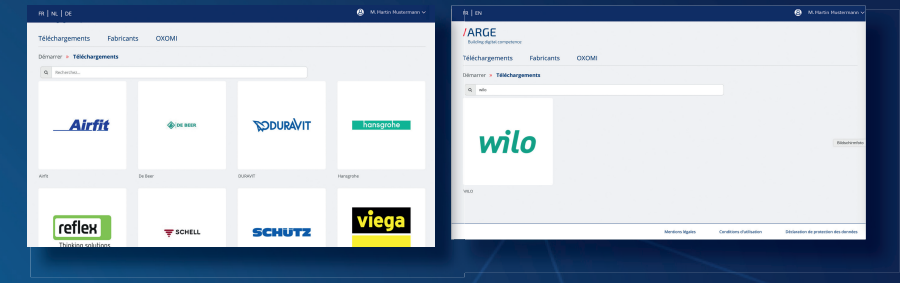 FR | NL | DE
M. Martin Mustermann
Téléchargements Fabricants OXOMI
Démarrer > Téléchargements
Recherchez...
Airfit
DE BEER
DURAVIT
hansgrohe
Airfit
De Beer
DURAVIT
Hansgrohe
reflex
Thinking solutions.
SCHELL
SCHÜTZ
viega
FR | EN
M. Martin Mustermann
/ARGE
Building digital competence
Téléchargements Fabricants OXOMI
Démarrer > Téléchargements
wilo
wilo
WILO
Mentions légales Conditions d'utilisation Déclaration de protection des données